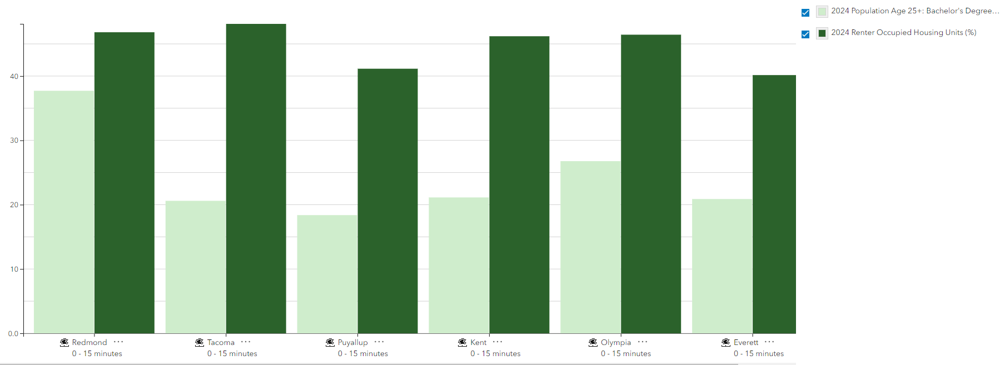 2024 Population Age 25+: Bachelor's Degree...
2024 Renter Occupied Housing Units (%)
40
30
20
10
0.0
Redmond ...
0 - 15 minutes
Tacoma ...
0 - 15 minutes
Puyallup ...
0 - 15 minutes
Kent ...
0 - 15 minutes
Olympia ...
0 - 15 minutes
Everett ...
0 - 15 minutes